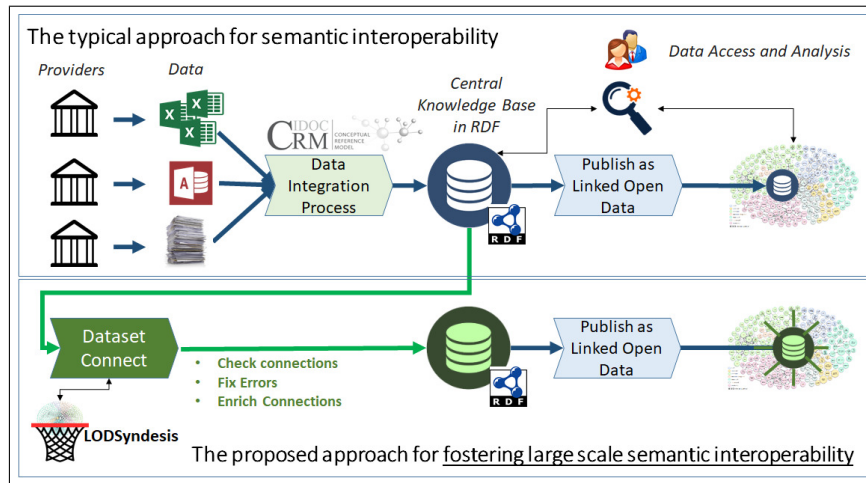 The typical approach for semantic interoperability
Providers
Data
Data Access and Analysis
Central
Knowledge Base
in RDF
CIDOC
CRM
CONCEPTUAL
REFERENCE
MODEL
X
X
X
A
Data
Integration
Process
Publish as
Linked Open
Data
RDF
Dataset
Connect
• Check connections
• Fix Errors
• Enrich Connections
Publish as
Linked Open
Data
RDF
LODSyndesis
The proposed approach for fostering large scale semantic interoperability